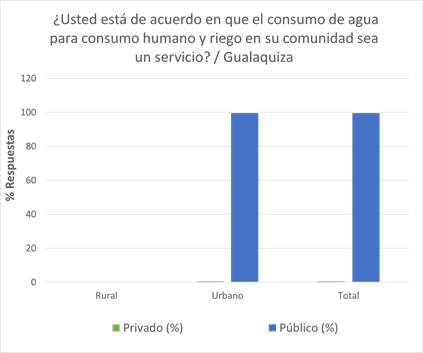 ¿Usted está de acuerdo en que el consumo de agua
para consumo humano y riego en su comunidad sea
un servicio? / Gualaquiza
120
100
80
60
40
20
0
% Respuestas
Rural Urbano Total
Privado (%) Público (%)